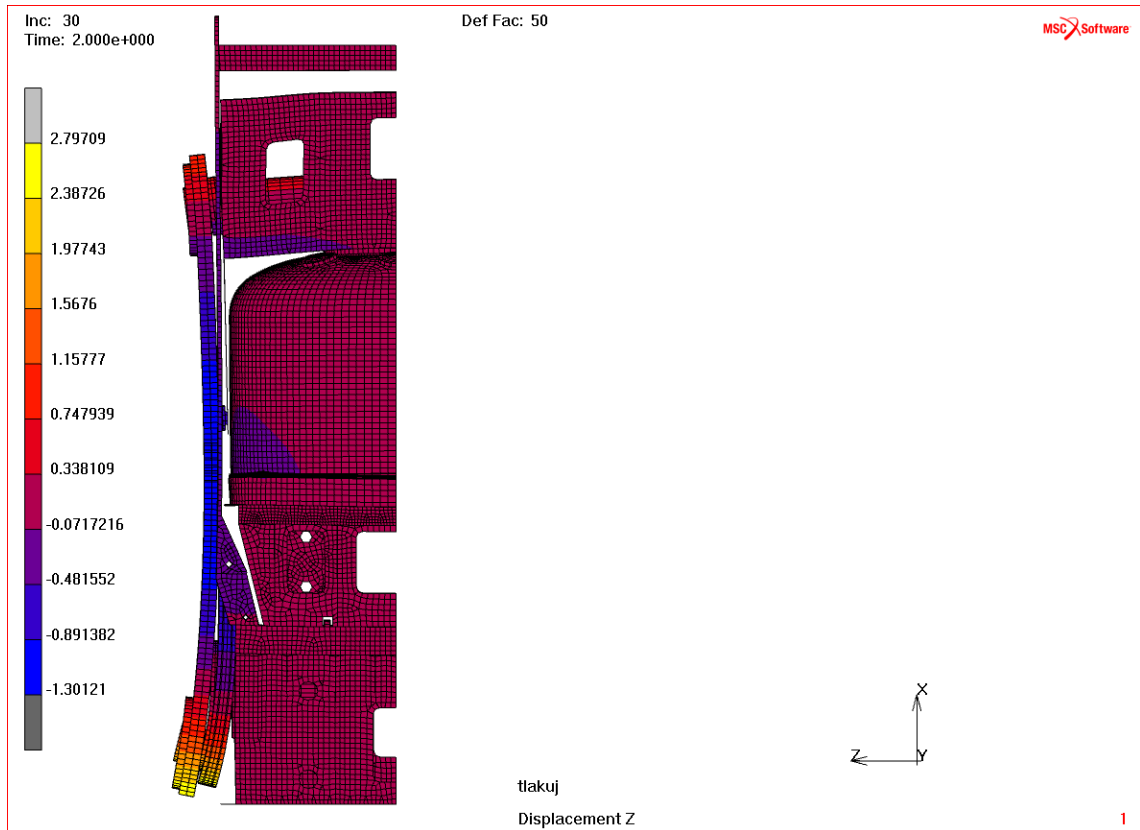 Inc: 30
Time: 2.000e+000
Def Fac: 50
MSC Software
2.79709
2.38726
1.97743
1.5676
1.15777
0.747939
0.338109
-0.0717216
-0.481552
-0.891382
-1.30121
X
Z
Y
tlakuj
Displacement Z
1